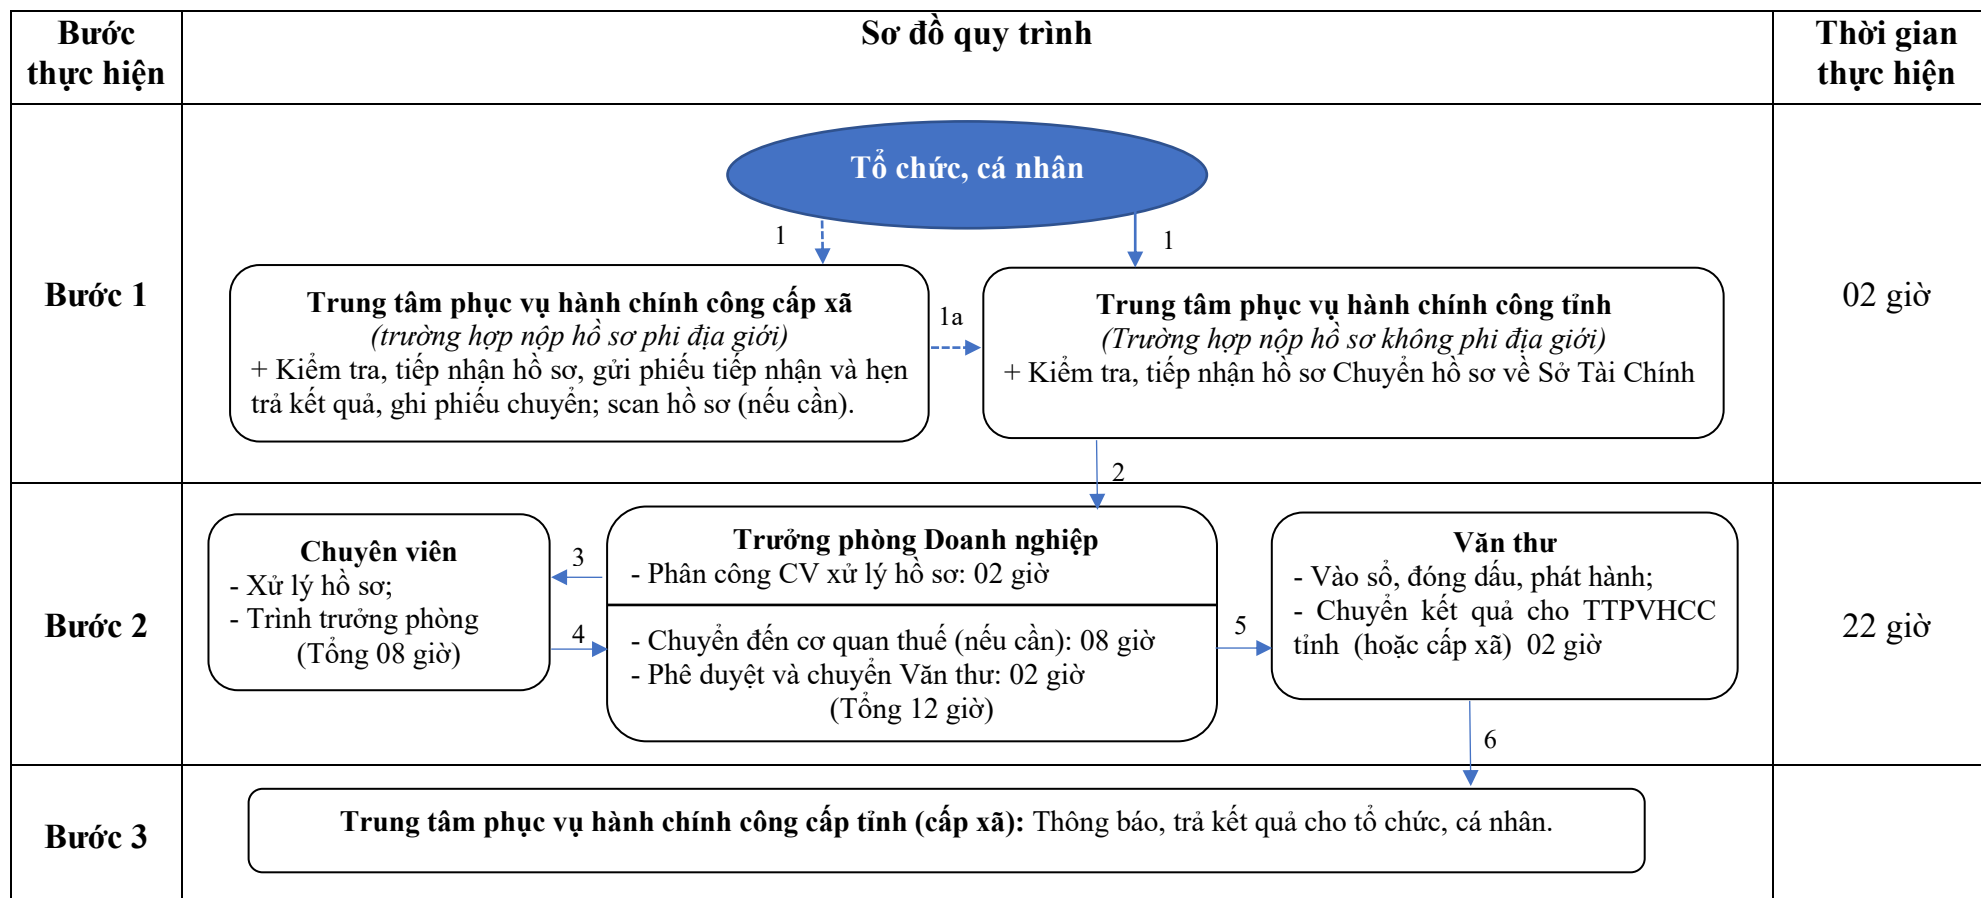 Bước
thực hiện
Sơ đồ quy trình
Thời gian
thực hiện
Bước 1
Tổ chức, cá nhân
1
1
Trung tâm phục vụ hành chính công cấp xã
(trường hợp nộp hồ sơ phi địa giới)
+ Kiểm tra, tiếp nhận hồ sơ, gửi phiếu tiếp nhận và hẹn
trả kết quả, ghi phiếu chuyển; scan hồ sơ (nếu cần).
1a
Trung tâm phục vụ hành chính công tỉnh
(Trường hợp nộp hồ sơ không phi địa giới)
+ Kiểm tra, tiếp nhận hồ sơ Chuyển hồ sơ về Sở Tài Chính
02 giờ
2
Bước 2
Chuyên viên
- Xử lý hồ sơ;
- Trình trưởng phòng
(Tổng 08 giờ)
3
4
Trưởng phòng Doanh nghiệp
- Phân công CV xử lý hồ sơ: 02 giờ
- Chuyển đến cơ quan thuế (nếu cần): 08 giờ
- Phê duyệt và chuyển Văn thư: 02 giờ
(Tổng 12 giờ)
5
Văn thư
- Vào sổ, đóng dấu, phát hành;
- Chuyển kết quả cho TTPVHCC
tỉnh (hoặc cấp xã) 02 giờ
22 giờ
6
Bước 3
Trung tâm phục vụ hành chính công cấp tỉnh (cấp xã): Thông báo, trả kết quả cho tổ chức, cá nhân.